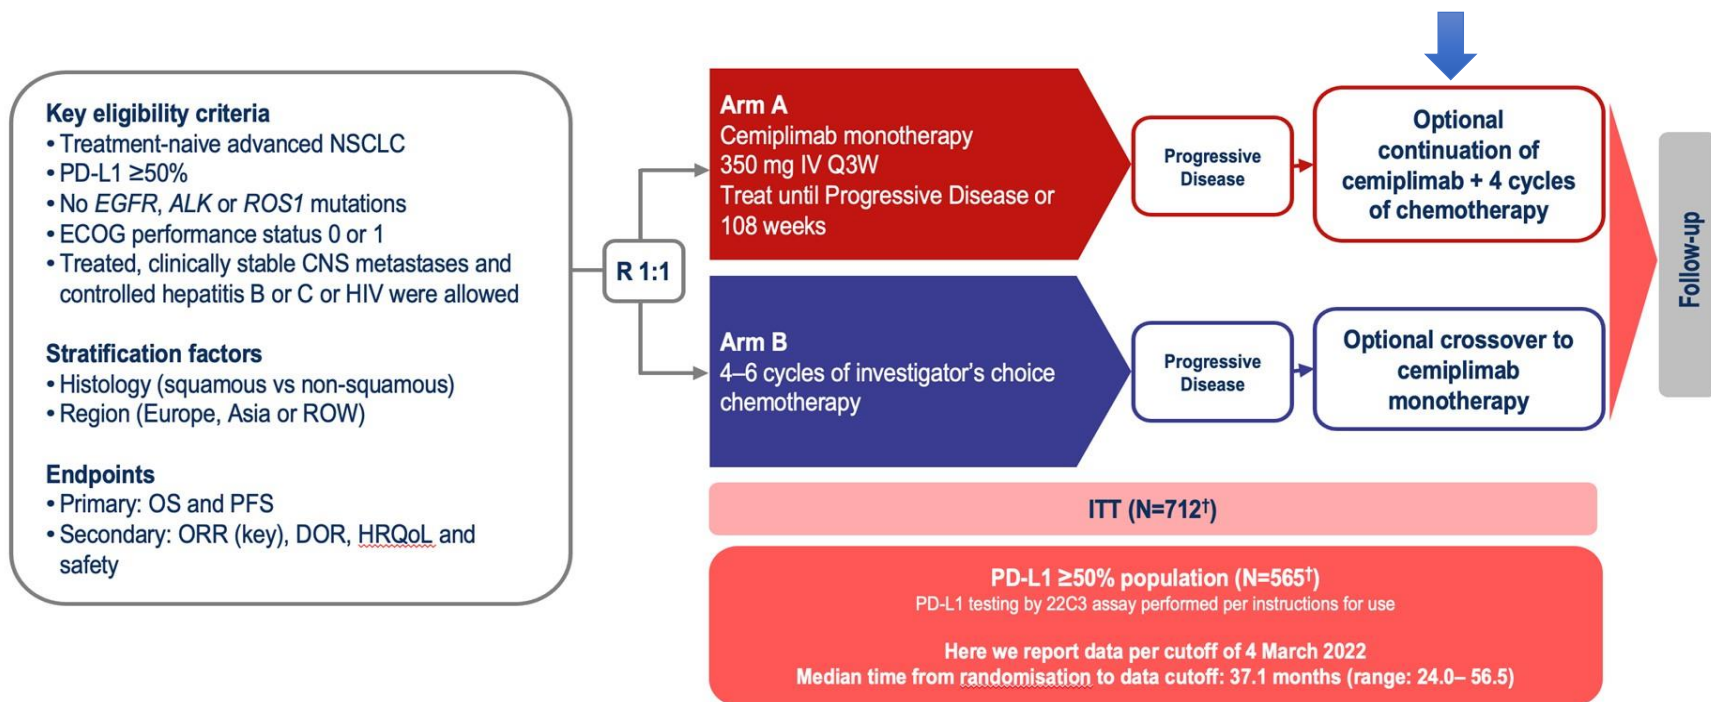 Key eligibility criteria
• Treatment-naive advanced NSCLC
• PD-L1 ≥50%
• No EGFR, ALK or ROS1 mutations
• ECOG performance status 0 or 1
• Treated, clinically stable CNS metastases and
controlled hepatitis B or C or HIV were allowed
Stratification factors
• Histology (squamous vs non-squamous)
• Region (Europe, Asia or ROW)
Endpoints
• Primary: OS and PFS
• Secondary: ORR (key), DOR, HRQoL and
safety
R 1:1
Arm A
Cemiplimab monotherapy
350 mg IV Q3W
Treat until Progressive Disease or
108 weeks
Progressive
Disease
Optional
continuation of
cemiplimab + 4 cycles
of chemotherapy
Arm B
4–6 cycles of investigator's choice
chemotherapy
Progressive
Disease
Optional crossover to
cemiplimab
monotherapy
Follow-up
ITT (N=712†)
PD-L1 ≥50% population (N=565†)
PD-L1 testing by 22C3 assay performed per instructions for use
Here we report data per cutoff of 4 March 2022
Median time from randomisation to data cutoff: 37.1 months (range: 24.0– 56.5)